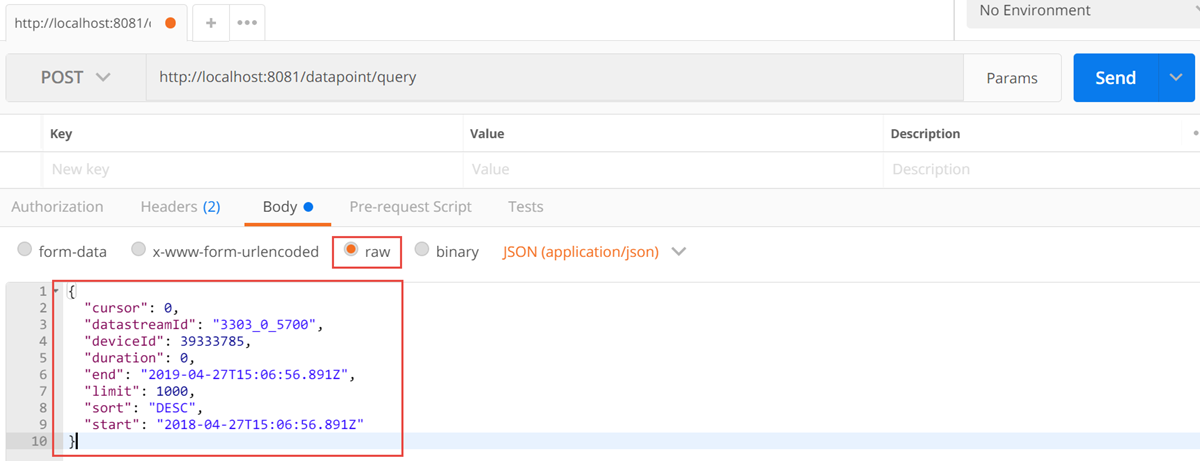 http://localhost:8081/
No Environment
POST http://localhost:8081/datapoint/query Params Send
Key Value Description
New key Value Description
Authorization Headers (2) Body Pre-request Script Tests
form-data x-www-form-urlencoded raw binary JSON (application/json)
1 {
2 "cursor": 0,
3 "datastreamId": "3303_0_5700",
4 "deviceId": 39333785,
5 "duration": 0,
6 "end": "2019-04-27T15:06:56.891Z",
7 "limit": 1000,
8 "sort": "DESC",
9 "start": "2018-04-27T15:06:56.891Z"
10 }